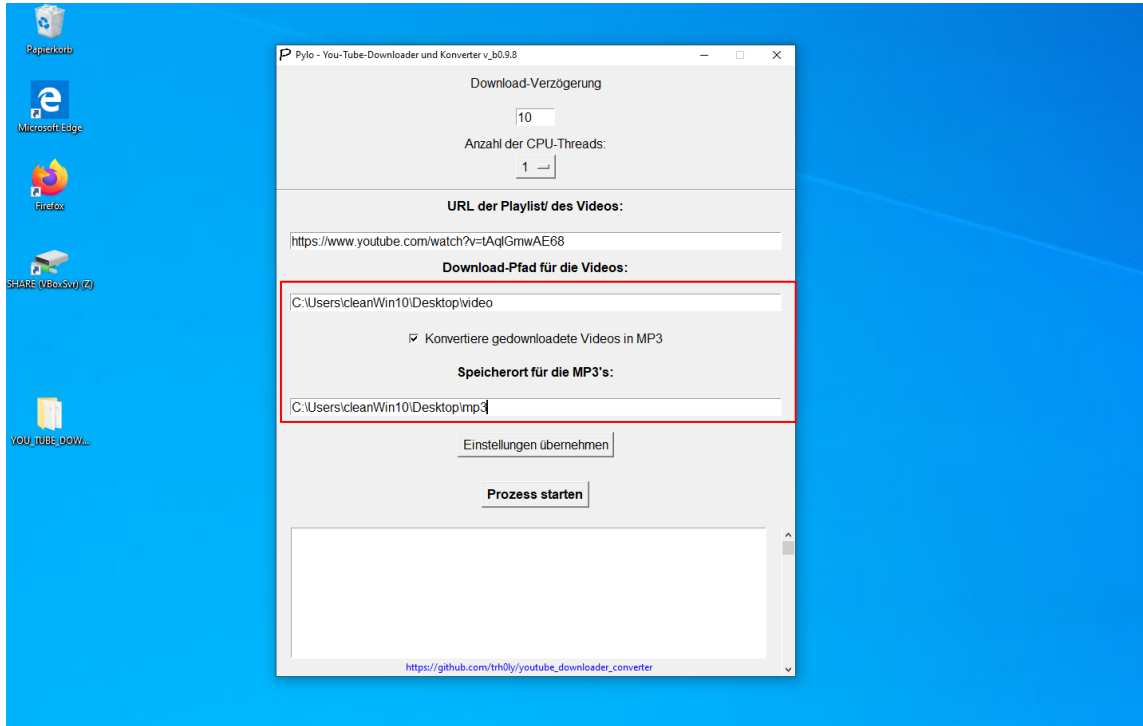 Papierkorb
Microsoft Edge
Firefox
SHARE (VBoxSvr) (Z)
YOU_TUBE_DOW...
Pylo - You-Tube-Downloader und Konverter v_b0.9.8
Download-Verzögerung
10
Anzahl der CPU-Threads:
1
URL der Playlist/ des Videos:
https://www.youtube.com/watch?v=tAqlGmwAE68
Download-Pfad für die Videos:
C:\Users\cleanWin10\Desktop\video
Konvertiere gedownloadete Videos in MP3
Speicherort für die MP3's:
C:\Users\cleanWin10\Desktop\mp3
Einstellungen übernehmen
Prozess starten
https://github.com/trh0ly/youtube_downloader_converter